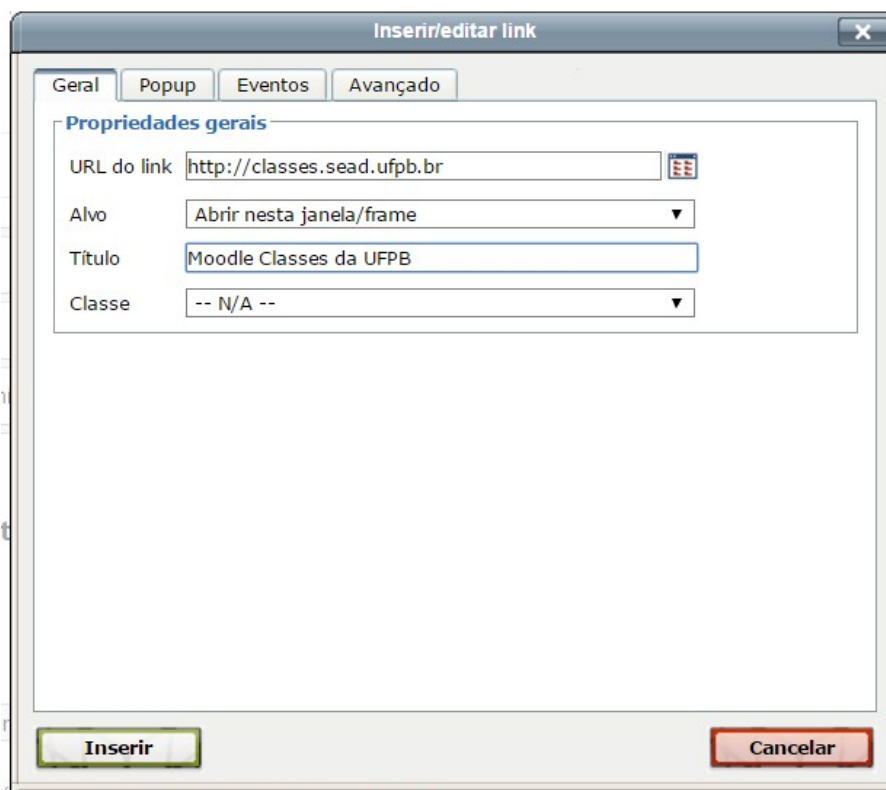 Inserir/editar link
Geral Popup Eventos Avançado
Propriedades gerais
URL do link http://classes.sead.ufpb.br
Alvo Abrir nesta janela/frame
Título Moodle Classes da UFPB
Classe -- N/A --
Inserir Cancelar